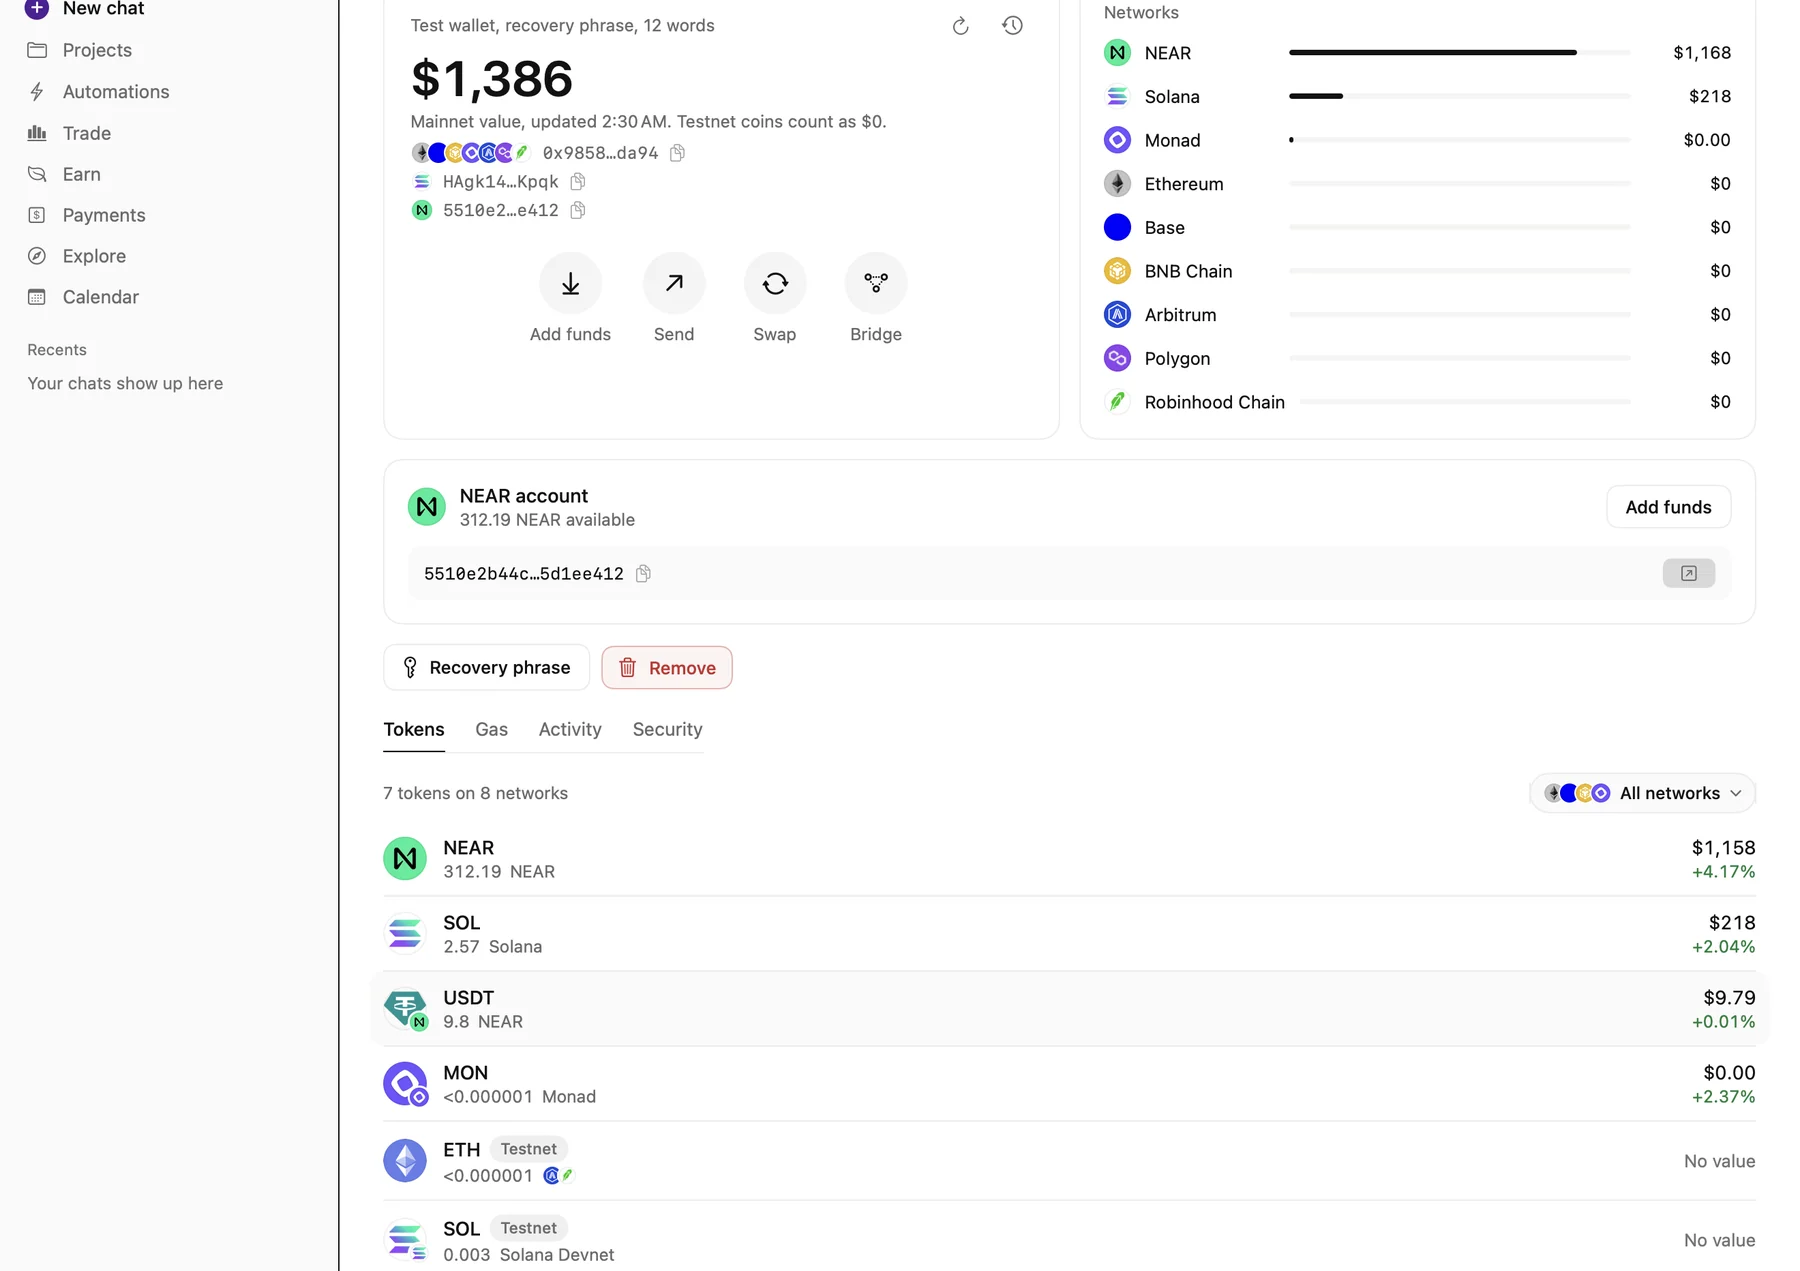 New chat
Projects
Automations
Trade
Earn
Payments
Explore
Calendar
Recents
Your chats show up here
Test wallet, recovery phrase, 12 words
$1,386
Mainnet value, updated 2:30 AM. Testnet coins count as $0.
0x9858…da94
HAgk14…Kpqk
5510e2…e412
Add funds
Send
Swap
Bridge
Networks
NEAR $1,168
Solana $218
Monad $0.00
Ethereum $0
Base $0
BNB Chain $0
Arbitrum $0
Polygon $0
Robinhood Chain $0
NEAR account
312.19 NEAR available
Add funds
5510e2b44c…5d1ee412
Recovery phrase
Remove
Tokens Gas Activity Security
7 tokens on 8 networks
All networks
NEAR $1,158
312.19 NEAR +4.17%
SOL $218
2.57 Solana +2.04%
USDT $9.79
9.8 NEAR +0.01%
MON $0.00
<0.000001 Monad +2.37%
ETH Testnet
<0.000001
No value
SOL Testnet
0.003 Solana Devnet
No value